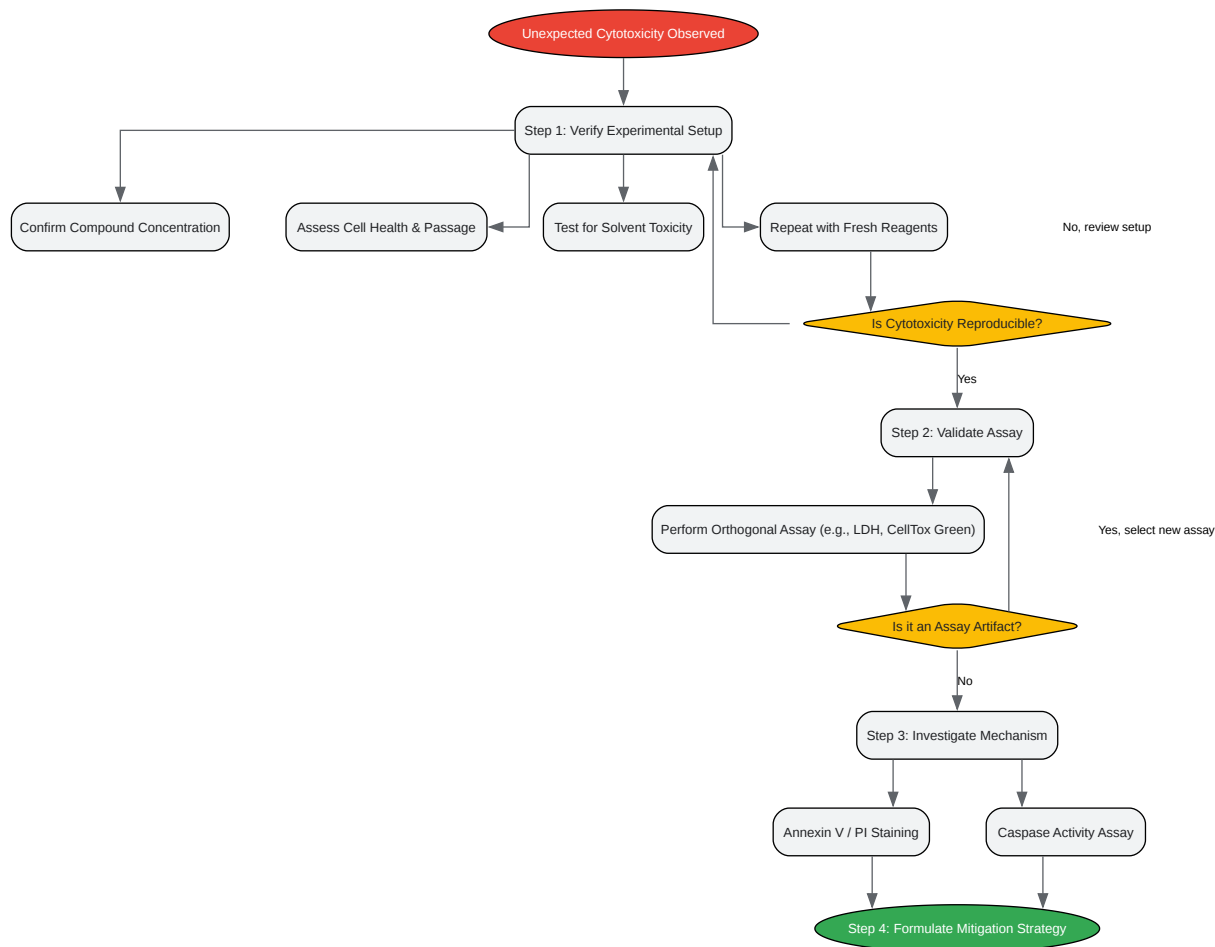 Unexpected Cytotoxicity Observed
Step 1: Verify Experimental Setup
Confirm Compound Concentration
Assess Cell Health & Passage
Test for Solvent Toxicity
Repeat with Fresh Reagents
No, review setup
Is Cytotoxicity Reproducible?
Yes
Step 2: Validate Assay
Perform Orthogonal Assay (e.g., LDH, CellTox Green)
Yes, select new assay
Is it an Assay Artifact?
No
Step 3: Investigate Mechanism
Annexin V / PI Staining
Caspase Activity Assay
Step 4: Formulate Mitigation Strategy